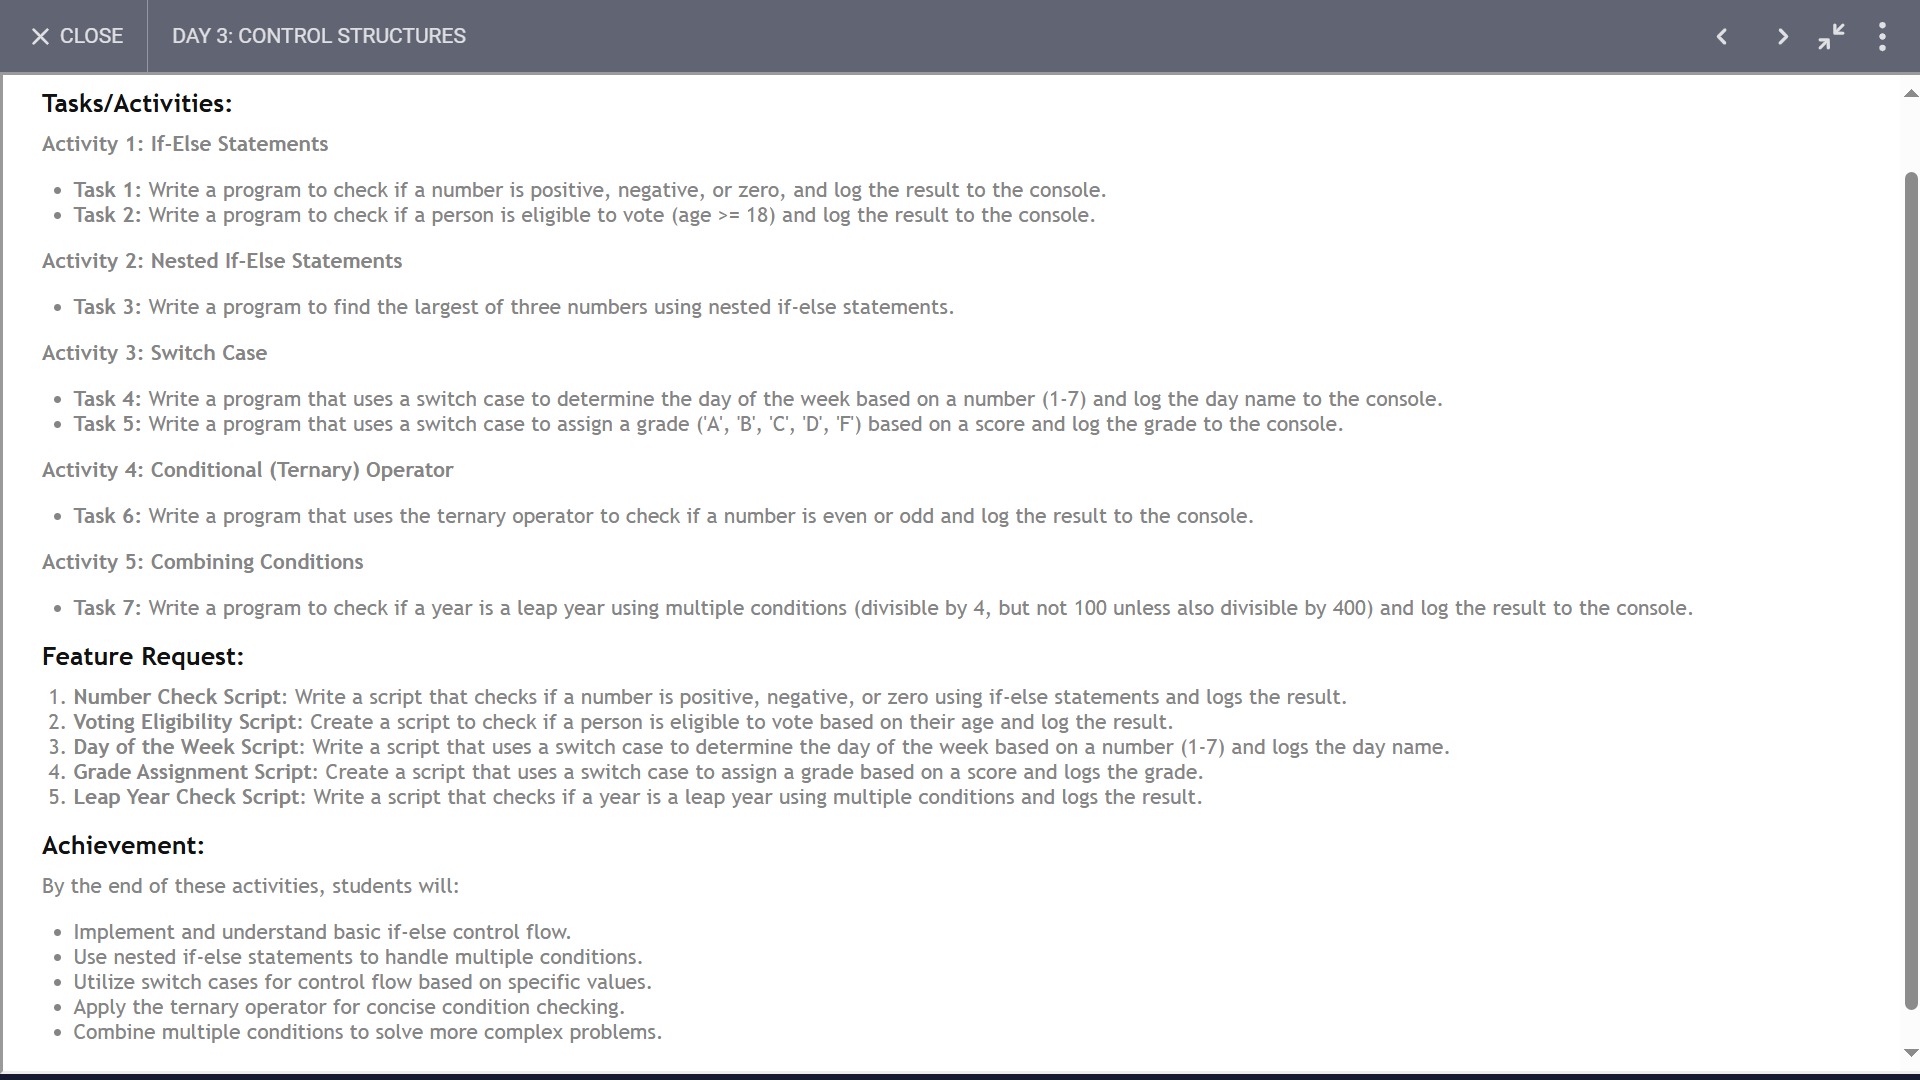 CLOSE
DAY 3: CONTROL STRUCTURES
Tasks/Activities:
Activity 1: If-Else Statements
• Task 1: Write a program to check if a number is positive, negative, or zero, and log the result to the console.
• Task 2: Write a program to check if a person is eligible to vote (age >= 18) and log the result to the console.
Activity 2: Nested If-Else Statements
• Task 3: Write a program to find the largest of three numbers using nested if-else statements.
Activity 3: Switch Case
• Task 4: Write a program that uses a switch case to determine the day of the week based on a number (1-7) and log the day name to the console.
• Task 5: Write a program that uses a switch case to assign a grade ('A', 'B', 'C', 'D', 'F') based on a score and log the grade to the console.
Activity 4: Conditional (Ternary) Operator
• Task 6: Write a program that uses the ternary operator to check if a number is even or odd and log the result to the console.
Activity 5: Combining Conditions
• Task 7: Write a program to check if a year is a leap year using multiple conditions (divisible by 4, but not 100 unless also divisible by 400) and log the result to the console.
Feature Request:
1. Number Check Script: Write a script that checks if a number is positive, negative, or zero using if-else statements and logs the result.
2. Voting Eligibility Script: Create a script to check if a person is eligible to vote based on their age and log the result.
3. Day of the Week Script: Write a script that uses a switch case to determine the day of the week based on a number (1-7) and logs the day name.
4. Grade Assignment Script: Create a script that uses a switch case to assign a grade based on a score and logs the grade.
5. Leap Year Check Script: Write a script that checks if a year is a leap year using multiple conditions and logs the result.
Achievement:
By the end of these activities, students will:
• Implement and understand basic if-else control flow.
• Use nested if-else statements to handle multiple conditions.
• Utilize switch cases for control flow based on specific values.
• Apply the ternary operator for concise condition checking.
• Combine multiple conditions to solve more complex problems.